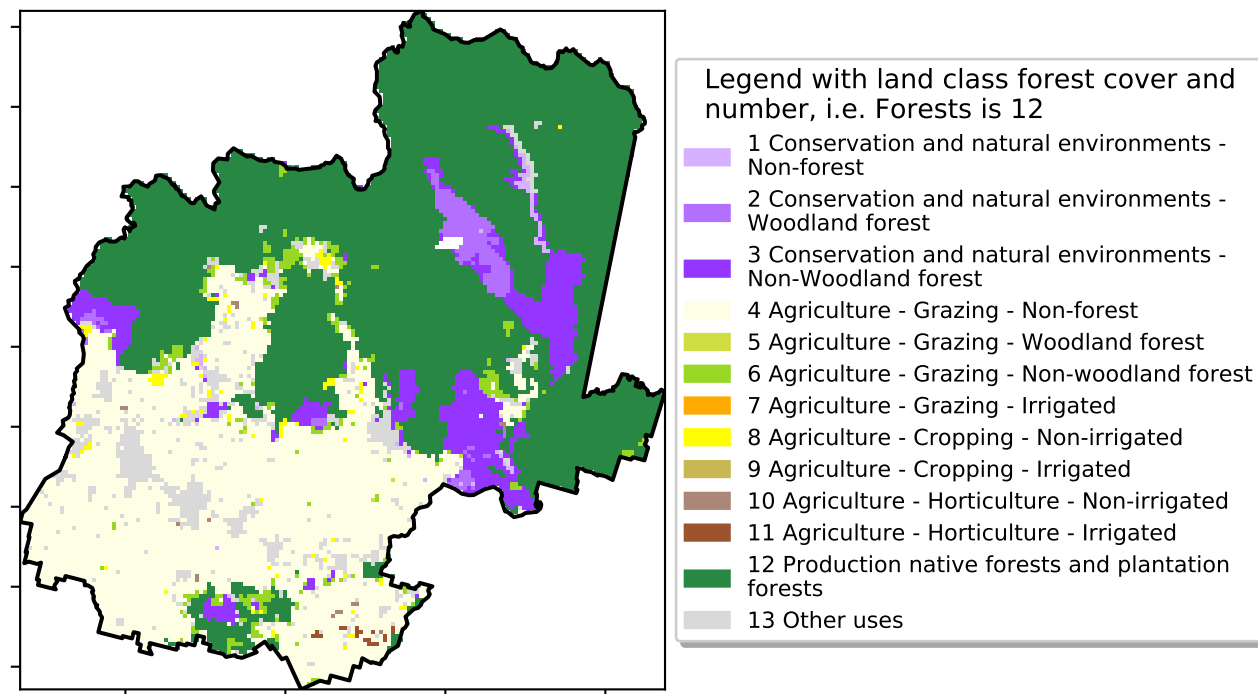 Legend with land class forest cover and
number, i.e. Forests is 12
1 Conservation and natural environments -
Non-forest
2 Conservation and natural environments -
Woodland forest
3 Conservation and natural environments -
Non-Woodland forest
4 Agriculture - Grazing - Non-forest
5 Agriculture - Grazing - Woodland forest
6 Agriculture - Grazing - Non-woodland forest
7 Agriculture - Grazing - Irrigated
8 Agriculture - Cropping - Non-irrigated
9 Agriculture - Cropping - Irrigated
10 Agriculture - Horticulture - Non-irrigated
11 Agriculture - Horticulture - Irrigated
12 Production native forests and plantation
forests
13 Other uses